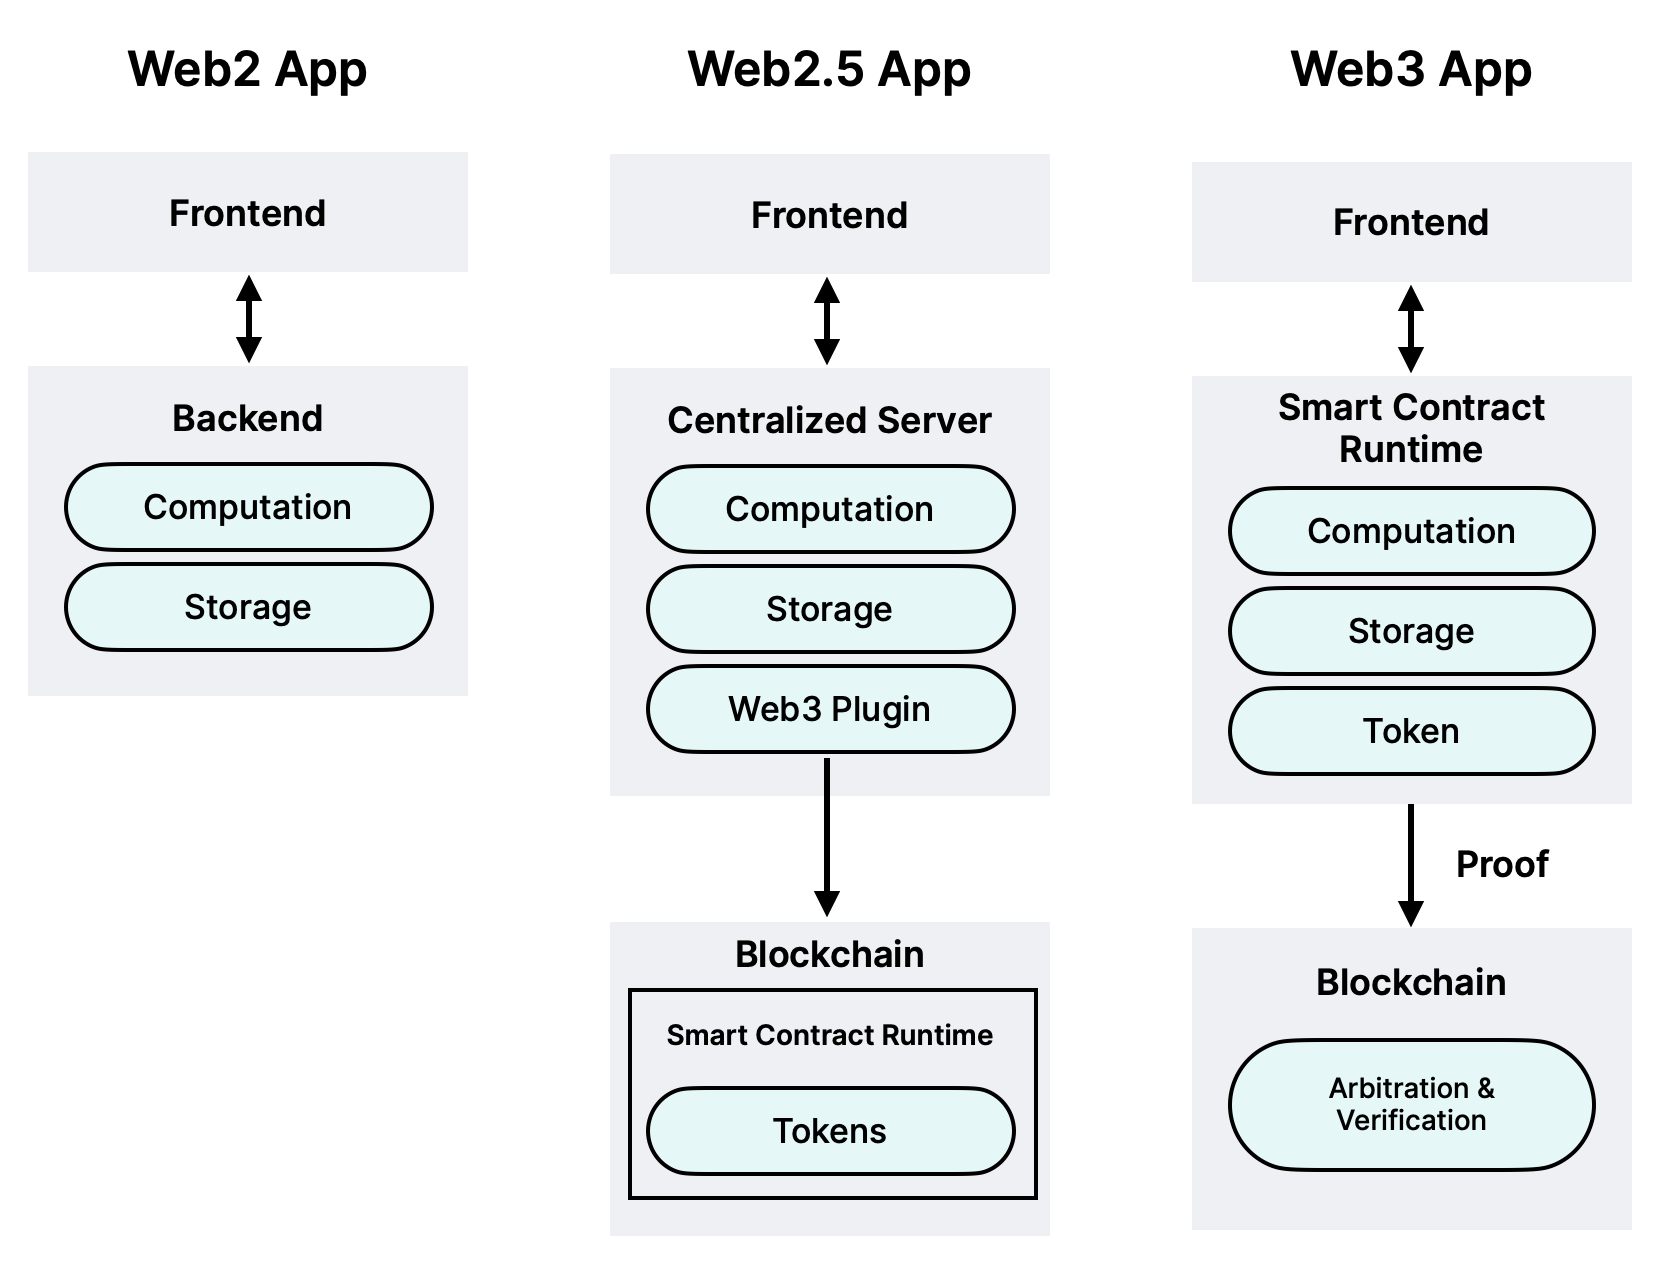 Web2 App
Frontend
Backend
Computation
Storage
Web2.5 App
Frontend
Centralized Server
Computation
Storage
Web3 Plugin
Blockchain
Smart Contract Runtime
Tokens
Web3 App
Frontend
Smart Contract
Runtime
Computation
Storage
Token
Proof
Blockchain
Arbitration &
Verification